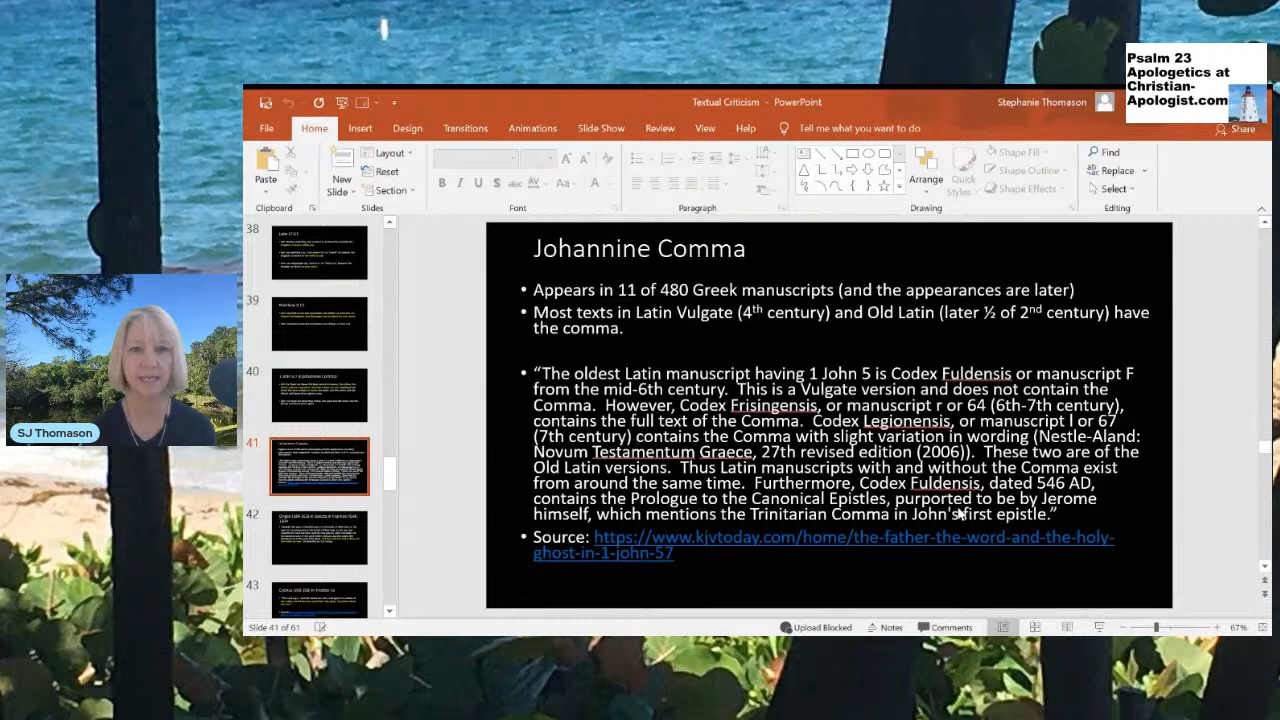 Psalm 23
Apologetics at
Christian-
Apologist.com
Textual Criticism - PowerPoint
Stephanie Thomason
File Home Insert Design Transitions Animations Slide Show Review View Help Tell me what you want to do
Share
Paste
New
Slide
Layout
Reset
Section
Arrange
Quick
Styles
Shape Fill
Shape Outline
Shape Effects
Find
Replace
Select
Clipboard Slides Font Paragraph Drawing Editing
38
39
40
41
42
43
Johannine Comma
• Appears in 11 of 480 Greek manuscripts (and the appearances are later)
• Most texts in Latin Vulgate (4th century) and Old Latin (later ½ of 2nd century) have
the comma.
• “The oldest Latin manuscript having 1 John 5 is Codex Fuldensis or manuscript F
from the mid-6th century. This is a Vulgate version and does not contain the
Comma. However, Codex Frisingensis, or manuscript r or 64 (6th-7th century),
contains the full text of the Comma. Codex Legionensis, or manuscript l or 67
(7th century) contains the Comma with slight variation in wording (Nestle-Aland:
Novum Testamentum Graece, 27th revised edition (2006)). These two are of the
Old Latin versions. Thus manuscripts with and without the Comma exist
from around the same time. Furthermore, Codex Fuldensis, dated 546 AD,
contains the Prologue to the Canonical Epistles, purported to be by Jerome
himself, which mentions the Trinitarian Comma in John's first epistle.”
• Source: https://www.kjvtoday.com/home/the-father-the-word-and-the-holy-
ghost-in-1-john-57
SJ Thomason
Slide 41 of 61
Upload Blocked Notes Comments 67%